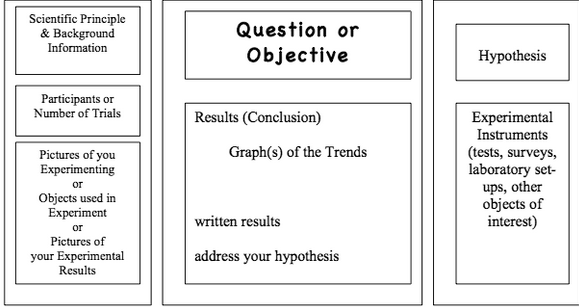 Scientific Principle
& Background
Information
Participants or
Number of Trials
Pictures of you
Experimenting
or
Objects used in
Experiment
or
Pictures of
your Experimental
Results
Question or
Objective
Results (Conclusion)
Graph(s) of the Trends
written results
address your hypothesis
Hypothesis
Experimental
Instruments
(tests, surveys,
laboratory set-
ups, other
objects of
interest)